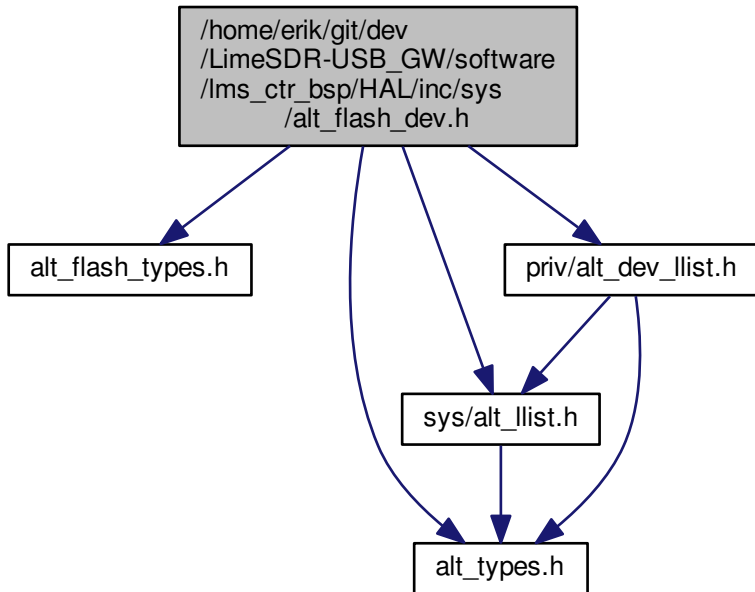 /home/erik/git/dev
/LimeSDR-USB_GW/software
/lms_ctr_bsp/HAL/inc/sys
/alt_flash_dev.h
alt_flash_types.h
priv/alt_dev_llist.h
sys/alt_llist.h
alt_types.h